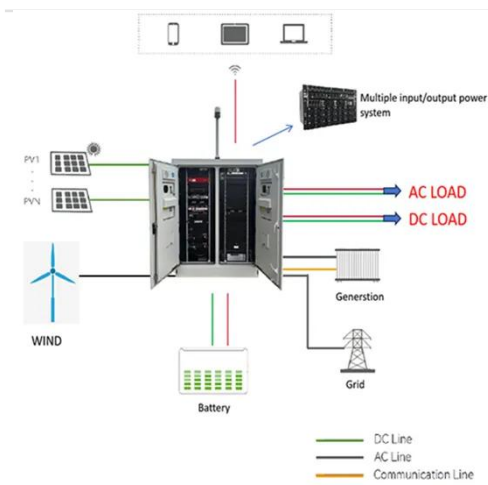 Multiple input/output power
system
PV1
PVN
AC LOAD
DC LOAD
WIND
Generstion
Grid
Battery
DC Line
AC Line
Communication Line